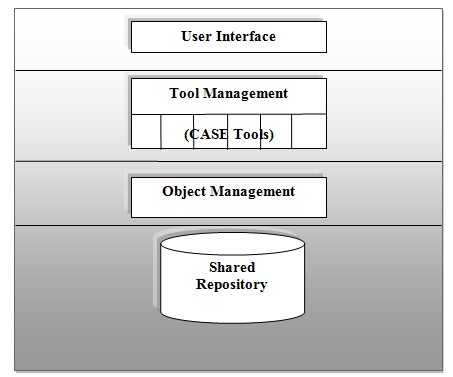 User Interface
Tool Management
(CASE Tools)
Object Management
Shared
Repository